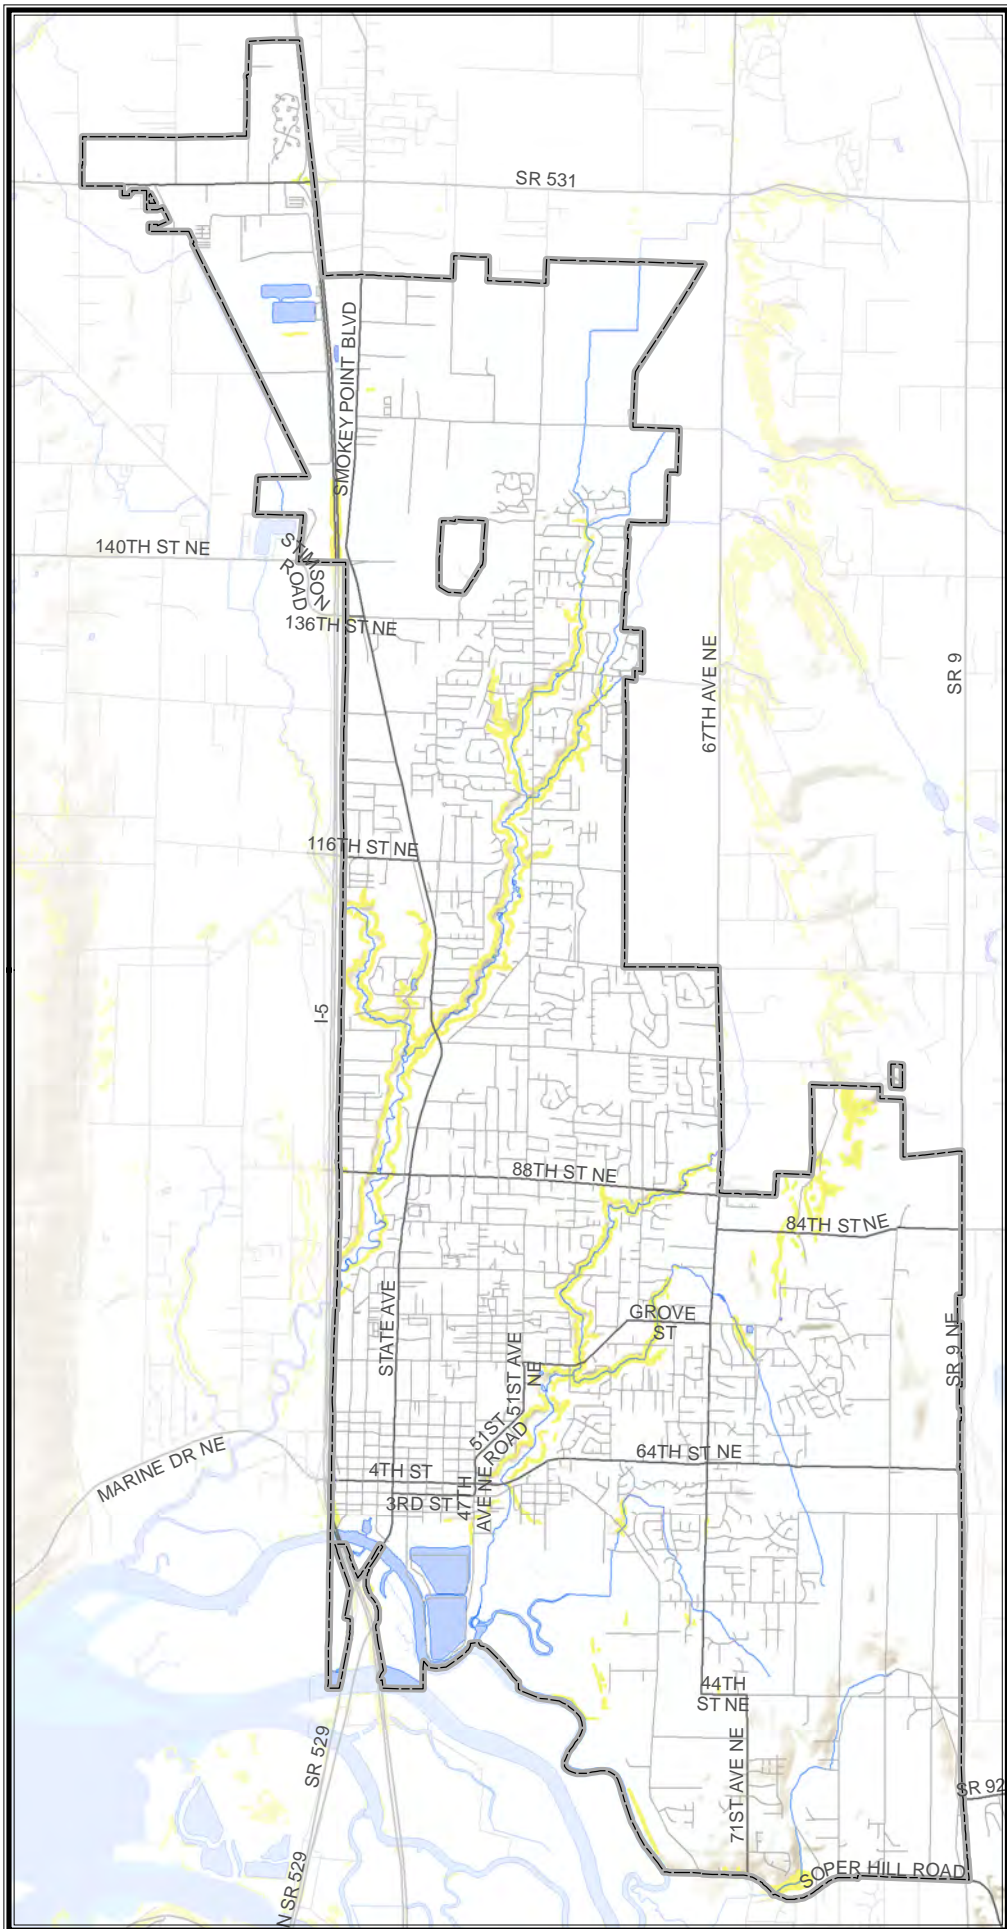 SR 531
SMOKEY POINT BLVD
140TH ST NE
STIMSON
ROAD
136TH ST NE
67TH AVE NE
SR 9
116TH ST NE
I-5
88TH ST NE
84TH ST NE
STATE AVE
GROVE
ST
51ST AVE
NE
SR 9 NE
51ST
ROAD
64TH ST NE
MARINE DR NE
4TH ST
3RD ST
47TH
AVE NE
44TH
ST NE
71ST AVE NE
SR 529
SR 92
SOPER HILL ROAD
N SR 529